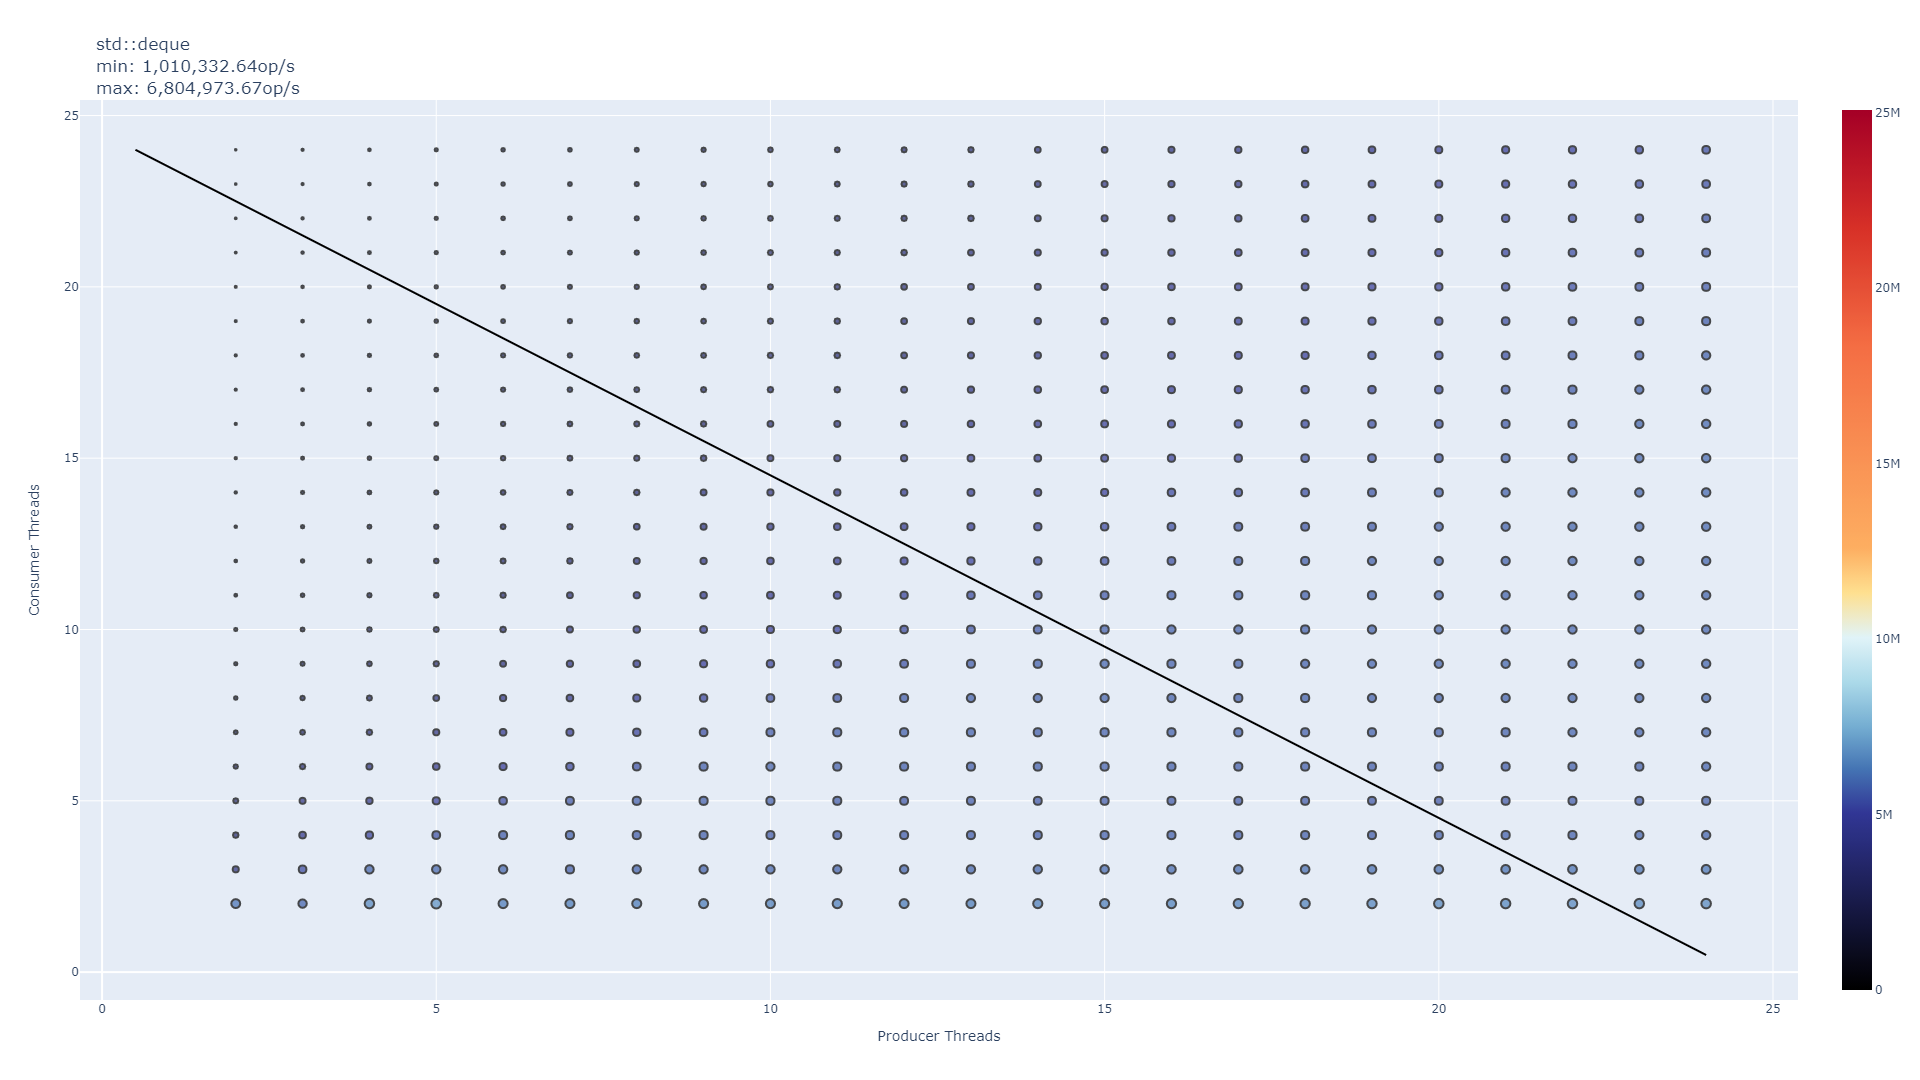 std::deque
min: 1,010,332.64op/s
max: 6,804,973.67op/s
25
20
15
10
5
0
Consumer Threads
0 5 10 15 20 25
Producer Threads
25M
20M
15M
10M
5M
0